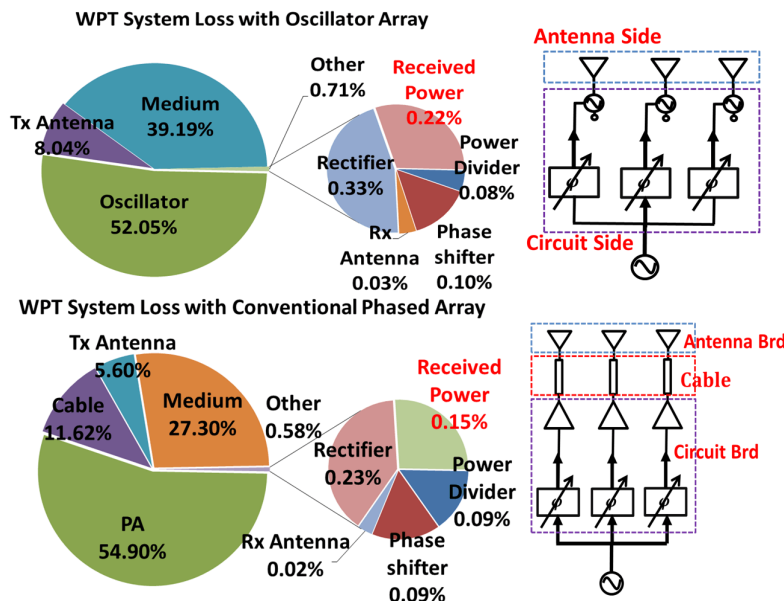 WPT System Loss with Oscillator Array
Other
0.71%
Received
Power
0.22%
Medium
39.19%
Tx Antenna
8.04%
Oscillator
52.05%
Rectifier
0.33%
Power
Divider
0.08%
Rx
Antenna
0.03%
Phase
shifter
0.10%
Antenna Side
φ
φ
φ
Circuit Side
WPT System Loss with Conventional Phased Array
Tx Antenna
5.60%
Cable
11.62%
Medium
27.30%
Other
0.58%
PA
54.90%
Received
Power
0.15%
Rectifier
0.23%
Power
Divider
0.09%
Rx Antenna
0.02%
Phase
shifter
0.09%
Antenna Brd
Cable
Circuit Brd
φ
φ
φ